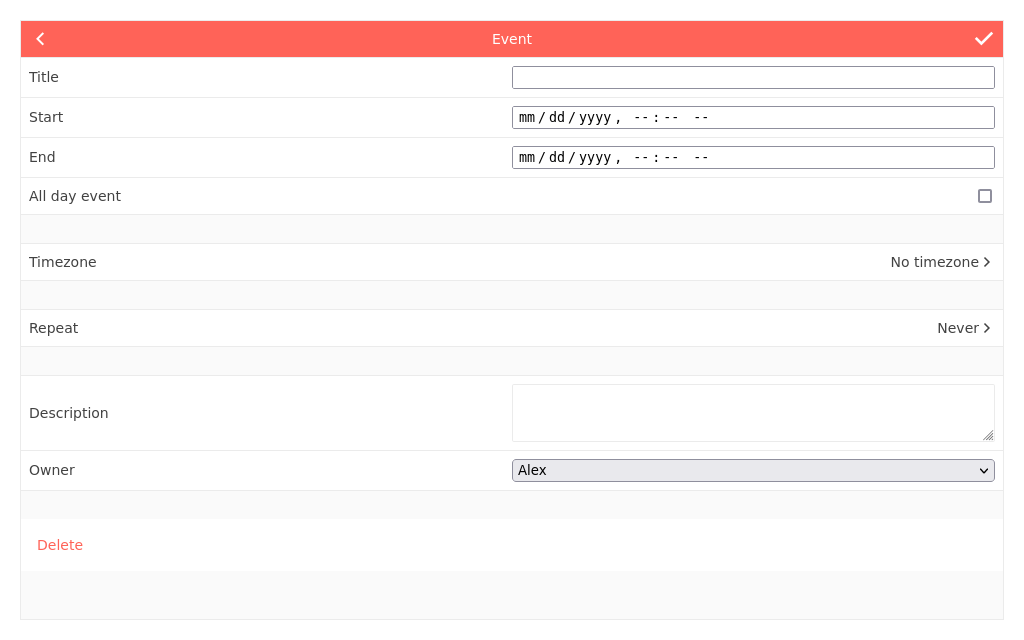 Event
Title
Start mm/dd/yyyy, --:-- --
End mm/dd/yyyy, --:-- --
All day event
Timezone No timezone
Repeat Never
Description
Owner Alex
Delete